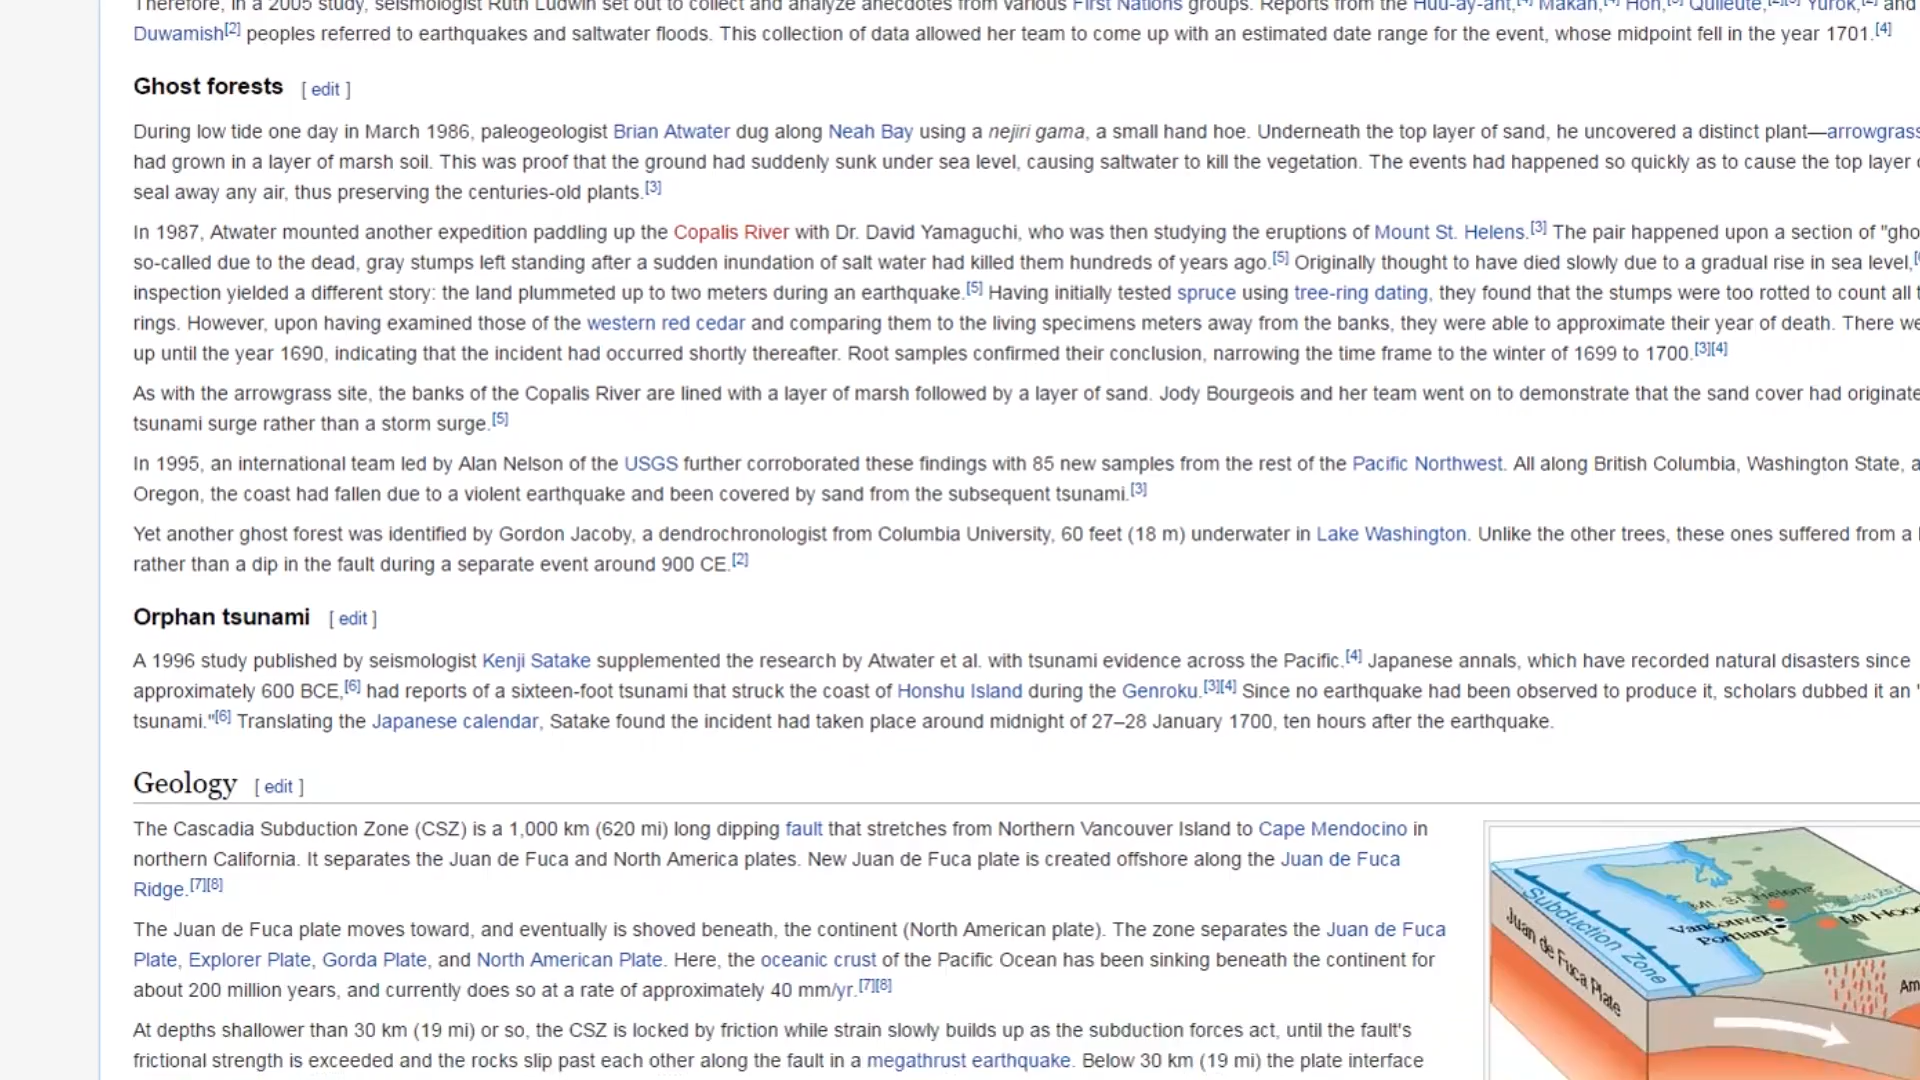 Therefore, in a 2005 study, seismologist Ruth Ludwin set out to collect and analyze anecdotes from various First Nations groups. Reports from the Huu-ay-aht,[4] Makah,[4] Hoh,[3] Quileute,[2][3] Yurok,[2] and
Duwamish[2] peoples referred to earthquakes and saltwater floods. This collection of data allowed her team to come up with an estimated date range for the event, whose midpoint fell in the year 1701.[4]
Ghost forests [ edit ]
During low tide one day in March 1986, paleogeologist Brian Atwater dug along Neah Bay using a nejiri gama, a small hand hoe. Underneath the top layer of sand, he uncovered a distinct plant—arrowgrass
had grown in a layer of marsh soil. This was proof that the ground had suddenly sunk under sea level, causing saltwater to kill the vegetation. The events had happened so quickly as to cause the top layer
seal away any air, thus preserving the centuries-old plants.[3]
In 1987, Atwater mounted another expedition paddling up the Copalis River with Dr. David Yamaguchi, who was then studying the eruptions of Mount St. Helens.[3] The pair happened upon a section of "gho
so-called due to the dead, gray stumps left standing after a sudden inundation of salt water had killed them hundreds of years ago.[5] Originally thought to have died slowly due to a gradual rise in sea level,
inspection yielded a different story: the land plummeted up to two meters during an earthquake.[5] Having initially tested spruce using tree-ring dating, they found that the stumps were too rotted to count all t
rings. However, upon having examined those of the western red cedar and comparing them to the living specimens meters away from the banks, they were able to approximate their year of death. There we
up until the year 1690, indicating that the incident had occurred shortly thereafter. Root samples confirmed their conclusion, narrowing the time frame to the winter of 1699 to 1700.[3][4]
As with the arrowgrass site, the banks of the Copalis River are lined with a layer of marsh followed by a layer of sand. Jody Bourgeois and her team went on to demonstrate that the sand cover had originate
tsunami surge rather than a storm surge.[5]
In 1995, an international team led by Alan Nelson of the USGS further corroborated these findings with 85 new samples from the rest of the Pacific Northwest. All along British Columbia, Washington State, a
Oregon, the coast had fallen due to a violent earthquake and been covered by sand from the subsequent tsunami.[3]
Yet another ghost forest was identified by Gordon Jacoby, a dendrochronologist from Columbia University, 60 feet (18 m) underwater in Lake Washington. Unlike the other trees, these ones suffered from a l
rather than a dip in the fault during a separate event around 900 CE.[2]
Orphan tsunami [ edit ]
A 1996 study published by seismologist Kenji Satake supplemented the research by Atwater et al. with tsunami evidence across the Pacific.[4] Japanese annals, which have recorded natural disasters since
approximately 600 BCE,[6] had reports of a sixteen-foot tsunami that struck the coast of Honshu Island during the Genroku.[3][4] Since no earthquake had been observed to produce it, scholars dubbed it an "
tsunami."[6] Translating the Japanese calendar, Satake found the incident had taken place around midnight of 27–28 January 1700, ten hours after the earthquake.
Geology [ edit ]
The Cascadia Subduction Zone (CSZ) is a 1,000 km (620 mi) long dipping fault that stretches from Northern Vancouver Island to Cape Mendocino in
northern California. It separates the Juan de Fuca and North America plates. New Juan de Fuca plate is created offshore along the Juan de Fuca
Ridge.[7][8]
The Juan de Fuca plate moves toward, and eventually is shoved beneath, the continent (North American plate). The zone separates the Juan de Fuca
Plate, Explorer Plate, Gorda Plate, and North American Plate. Here, the oceanic crust of the Pacific Ocean has been sinking beneath the continent for
about 200 million years, and currently does so at a rate of approximately 40 mm/yr.[7][8]
At depths shallower than 30 km (19 mi) or so, the CSZ is locked by friction while strain slowly builds up as the subduction forces act, until the fault's
frictional strength is exceeded and the rocks slip past each other along the fault in a megathrust earthquake. Below 30 km (19 mi) the plate interface
Subduction Zone
Juan de Fuca Plate
Mt. St. Helens
Vancouver
Portland
Mt Hood
Am